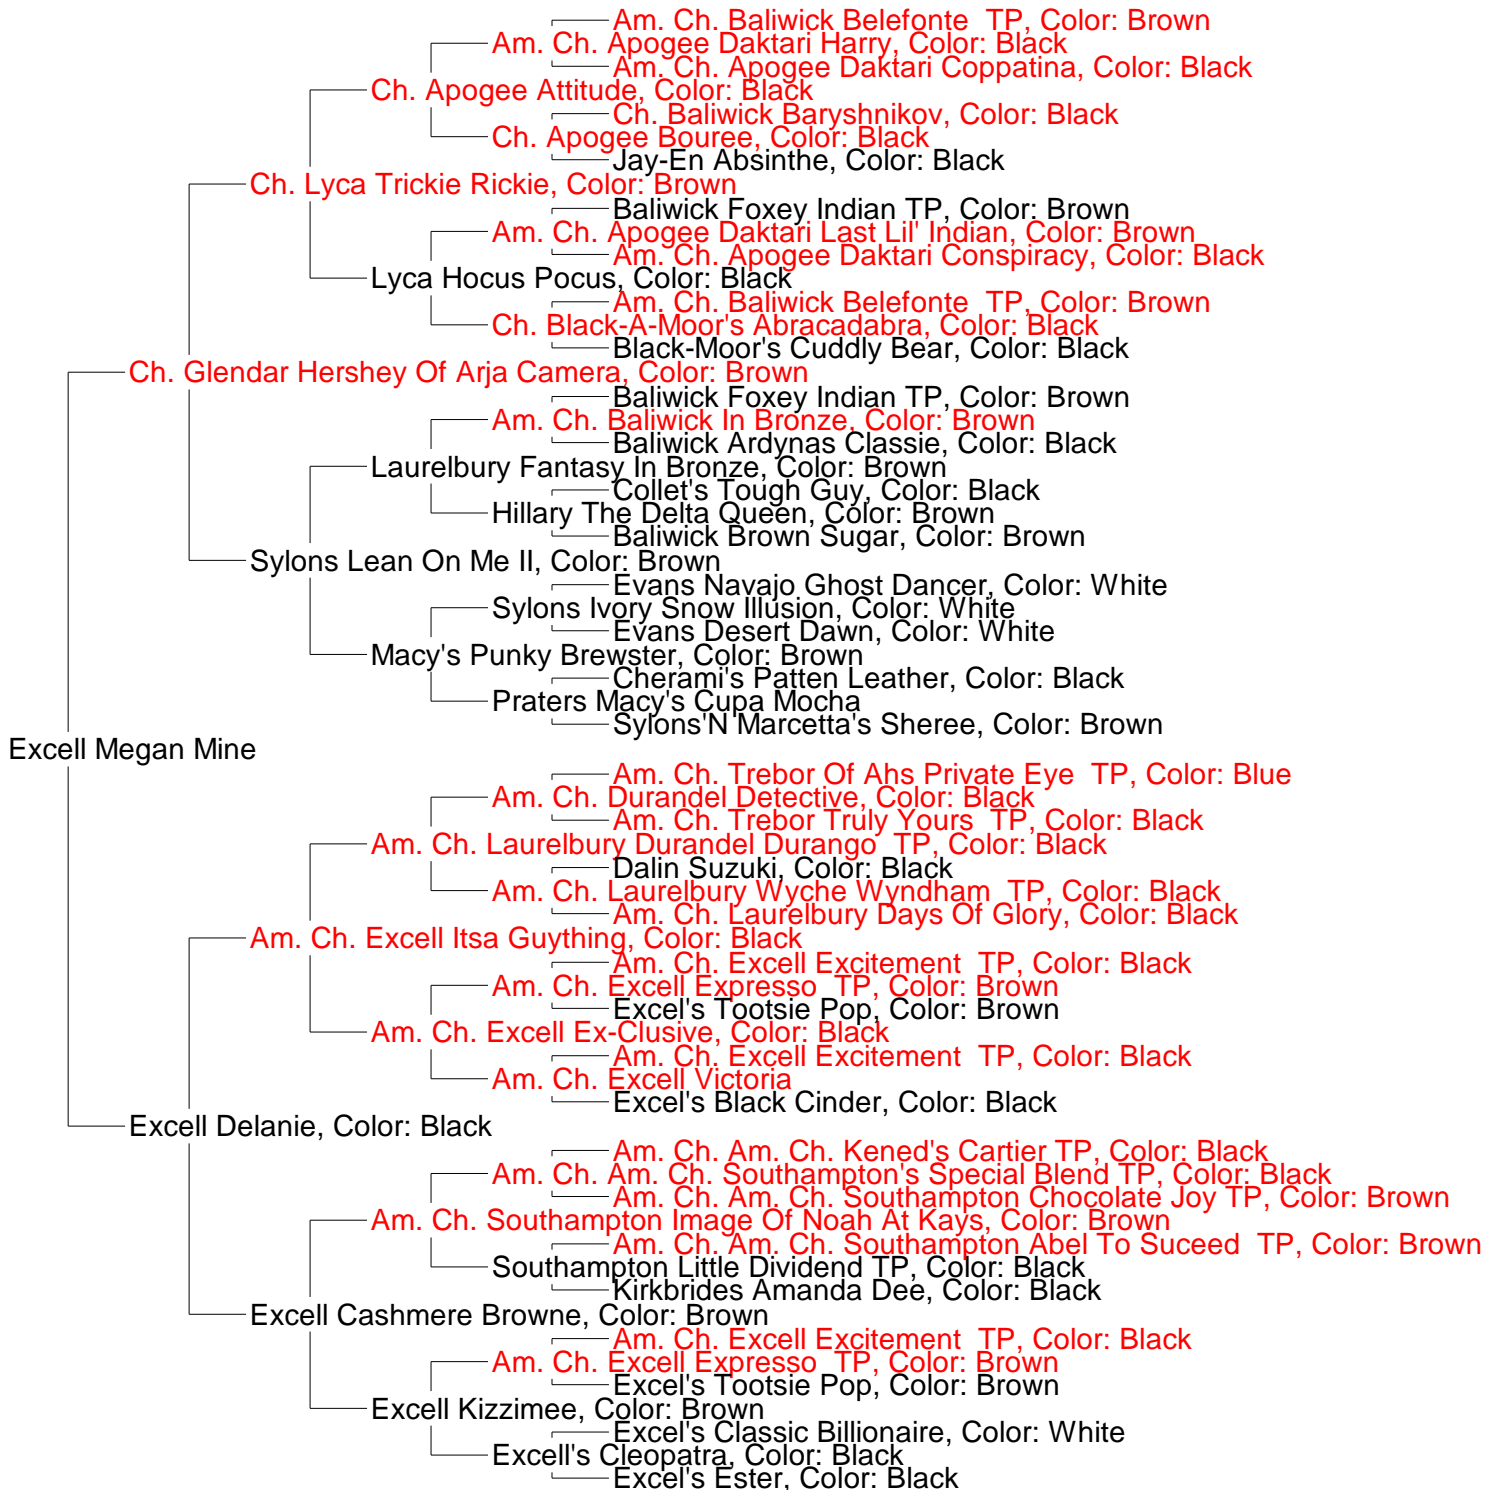 Am. Ch. Baliwick Belefonte  TP, Color: Brown
Am. Ch. Apogee Daktari Harry, Color: Black
Am. Ch. Apogee Daktari Coppatina, Color: Black
Ch. Apogee Attitude, Color: Black
Ch. Baliwick Baryshnikov, Color: Black
Ch. Apogee Bouree, Color: Black
Jay-En Absinthe, Color: Black
Ch. Lyca Trickie Rickie, Color: Brown
Baliwick Foxey Indian TP, Color: Brown
Am. Ch. Apogee Daktari Last Lil' Indian, Color: Brown
Am. Ch. Apogee Daktari Conspiracy, Color: Black
Lyca Hocus Pocus, Color: Black
Am. Ch. Baliwick Belefonte  TP, Color: Brown
Ch. Black-A-Moor's Abracadabra, Color: Black
Black-Moor's Cuddly Bear, Color: Black
Ch. Glendar Hershey Of Arja Camera, Color: Brown
Baliwick Foxey Indian TP, Color: Brown
Am. Ch. Baliwick In Bronze, Color: Brown
Baliwick Ardynas Classie, Color: Black
Laurelbury Fantasy In Bronze, Color: Brown
Collet's Tough Guy, Color: Black
Hillary The Delta Queen, Color: Brown
Baliwick Brown Sugar, Color: Brown
Sylons Lean On Me II, Color: Brown
Evans Navajo Ghost Dancer, Color: White
Sylons Ivory Snow Illusion, Color: White
Evans Desert Dawn, Color: White
Macy's Punky Brewster, Color: Brown
Cherami's Patten Leather, Color: Black
Praters Macy's Cupa Mocha
Sylons'N Marcetta's Sheree, Color: Brown
Excell Megan Mine
Am. Ch. Trebor Of Ahs Private Eye  TP, Color: Blue
Am. Ch. Durandel Detective, Color: Black
Am. Ch. Trebor Truly Yours  TP, Color: Black
Am. Ch. Laurelbury Durandel Durango  TP, Color: Black
Dalin Suzuki, Color: Black
Am. Ch. Laurelbury Wyche Wyndham  TP, Color: Black
Am. Ch. Laurelbury Days Of Glory, Color: Black
Am. Ch. Excell Itsa Guything, Color: Black
Am. Ch. Excell Excitement  TP, Color: Black
Am. Ch. Excell Expresso  TP, Color: Brown
Excel's Tootsie Pop, Color: Brown
Am. Ch. Excell Ex-Clusive, Color: Black
Am. Ch. Excell Excitement  TP, Color: Black
Am. Ch. Excell Victoria
Excel's Black Cinder, Color: Black
Excell Delanie, Color: Black
Am. Ch. Am. Ch. Kened's Cartier TP, Color: Black
Am. Ch. Am. Ch. Southampton's Special Blend TP, Color: Black
Am. Ch. Am. Ch. Southampton Chocolate Joy TP, Color: Brown
Am. Ch. Southampton Image Of Noah At Kays, Color: Brown
Am. Ch. Am. Ch. Southampton Abel To Suceed  TP, Color: Brown
Southampton Little Dividend TP, Color: Black
Kirkbrides Amanda Dee, Color: Black
Excell Cashmere Browne, Color: Brown
Am. Ch. Excell Excitement  TP, Color: Black
Am. Ch. Excell Expresso  TP, Color: Brown
Excel's Tootsie Pop, Color: Brown
Excell Kizzimee, Color: Brown
Excel's Classic Billionaire, Color: White
Excell's Cleopatra, Color: Black
Excel's Ester, Color: Black